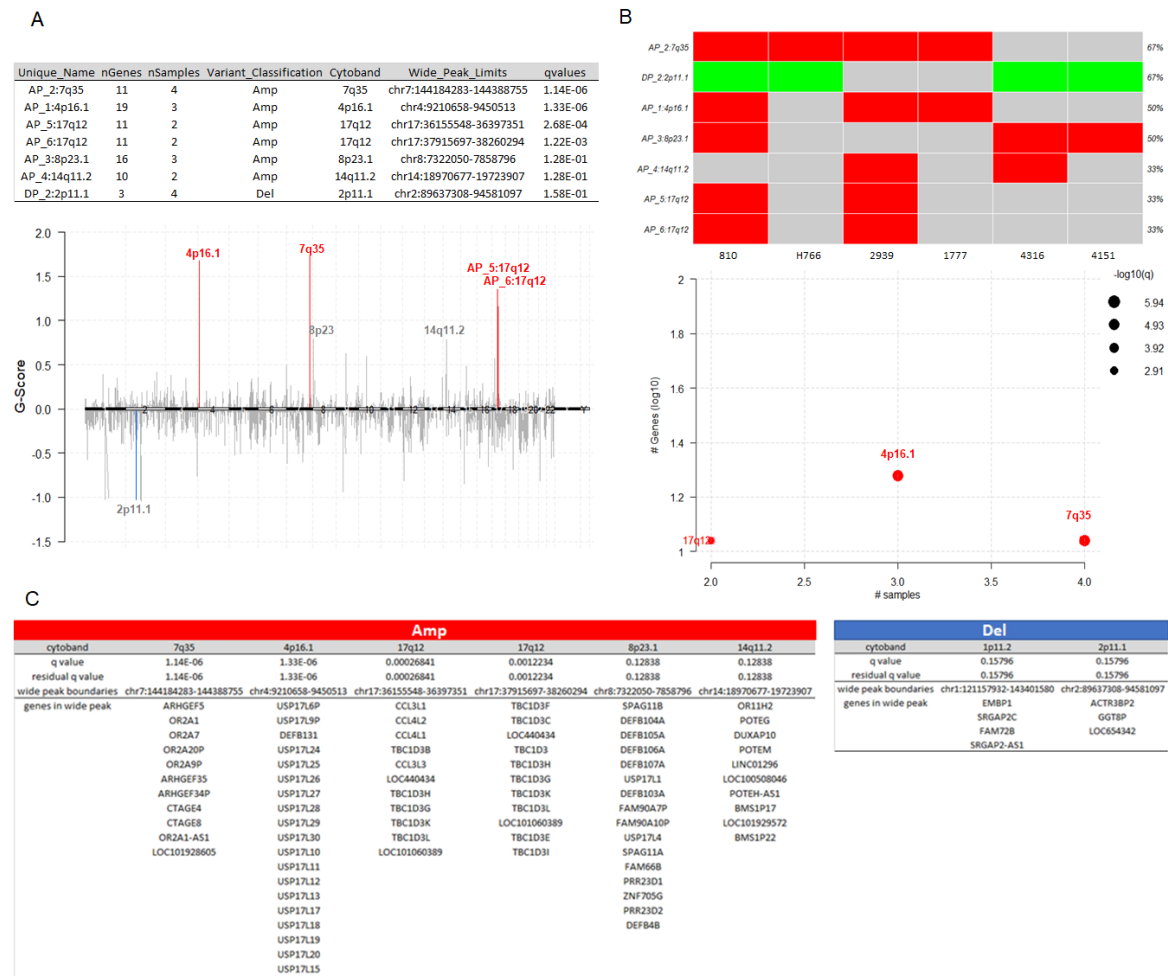 A
Unique_Name nGenes nSamples Variant_Classification Cytoband Wide_Peak_Limits qvalues
AP_2:7q35 11 4 Amp 7q35 chr7:144184283-144388755 1.14E-06
AP_1:4p16.1 19 3 Amp 4p16.1 chr4:9210658-9450513 1.33E-06
AP_5:17q12 11 2 Amp 17q12 chr17:36155548-36397351 2.68E-04
AP_6:17q12 11 2 Amp 17q12 chr17:37915697-38260294 1.22E-03
AP_3:8p23.1 16 3 Amp 8p23.1 chr8:7322050-7858796 1.28E-01
AP_4:14q11.2 10 2 Amp 14q11.2 chr14:18970677-19723907 1.28E-01
DP_2:2p11.1 3 4 Del 2p11.1 chr2:89637308-94581097 1.58E-01
2.0
1.5
1.0
0.5
0.0
-0.5
-1.0
-1.5
G-Score
4p16.1
7q35
AP_5:17q12
AP_6:17q12
8p23
14q11.2
2 4 6 8 10 12 14 16 18 20 22 Y
2p11.1
B
AP_2:7q35 67%
DP_2:2p11.1 67%
AP_1:4p16.1 50%
AP_3:8p23.1 50%
AP_4:14q11.2 33%
AP_5:17q12 33%
AP_6:17q12 33%
810 H766 2939 1777 4316 4151
-log10(q)
5.94
4.93
3.92
2.91
2
1.8
1.6
1.4
1.2
1
# Genes (log10)
4p16.1
7q35
17q12
2.0 2.5 3.0 3.5 4.0
# samples
C
Amp
cytoband 7q35 4p16.1 17q12 17q12 8p23.1 14q11.2
q value 1.14E-06 1.33E-06 0.00026841 0.0012234 0.12838 0.12838
residual q value 1.14E-06 1.33E-06 0.00026841 0.0012234 0.12838 0.12838
wide peak boundaries chr7:144184283-144388755 chr4:9210658-9450513 chr17:36155548-36397351 chr17:37915697-38260294 chr8:7322050-7858796 chr14:18970677-19723907
genes in wide peak ARHGEF5 USP17L6P CCL3L1 TBC1D3F SPAG11B OR11H2
OR2A1 USP17L9P CCL4L2 TBC1D3C DEFB104A POTEG
OR2A7 DEFB131 CCL4L1 LOC440434 DEFB105A DUXAP10
OR2A20P USP17L24 TBC1D3B TBC1D3 DEFB106A POTEM
OR2A9P USP17L25 CCL3L3 TBC1D3H DEFB107A LINC01296
ARHGEF35 USP17L26 LOC440434 TBC1D3G USP17L1 LOC100508046
ARHGEF34P USP17L27 TBC1D3H TBC1D3K DEFB103A POTEH-AS1
CTAGE4 USP17L28 TBC1D3G TBC1D3L FAM90A7P BMS1P17
CTAGE8 USP17L29 TBC1D3K LOC101060389 FAM90A10P LOC101929572
OR2A1-AS1 USP17L30 TBC1D3L TBC1D3E USP17L4 BMS1P22
LOC101928605 USP17L10 LOC101060389 TBC1D3I SPAG11A
USP17L11 FAM66B
USP17L12 PRR23D1
USP17L13 ZNF705G
USP17L17 PRR23D2
USP17L18 DEFB4B
USP17L19
USP17L20
USP17L15
Del
cytoband 1p11.2 2p11.1
q value 0.15796 0.15796
residual q value 0.15796 0.15796
wide peak boundaries chr1:121157932-143401580 chr2:89637308-94581097
genes in wide peak EMBP1 ACTR3BP2
SRGAP2C GGT8P
FAM72B LOC654342
SRGAP2-AS1